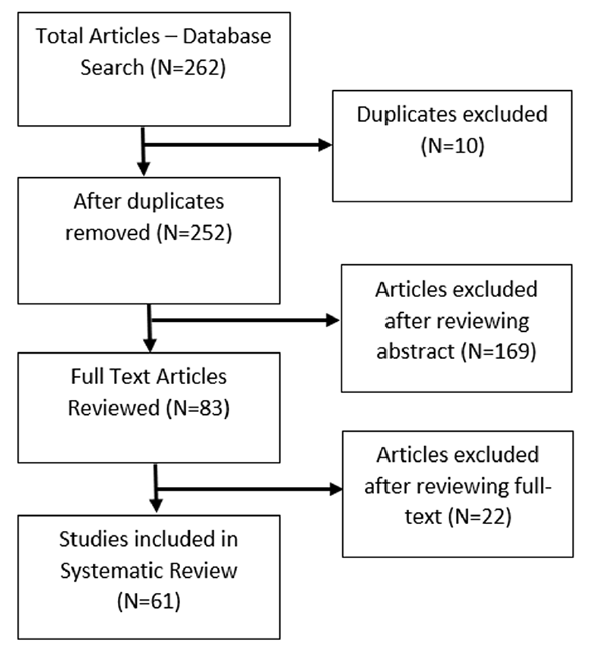 Total Articles – Database
Search (N=262)
Duplicates excluded
(N=10)
After duplicates
removed (N=252)
Articles excluded
after reviewing
abstract (N=169)
Full Text Articles
Reviewed (N=83)
Articles excluded
after reviewing full-
text (N=22)
Studies included in
Systematic Review
(N=61)